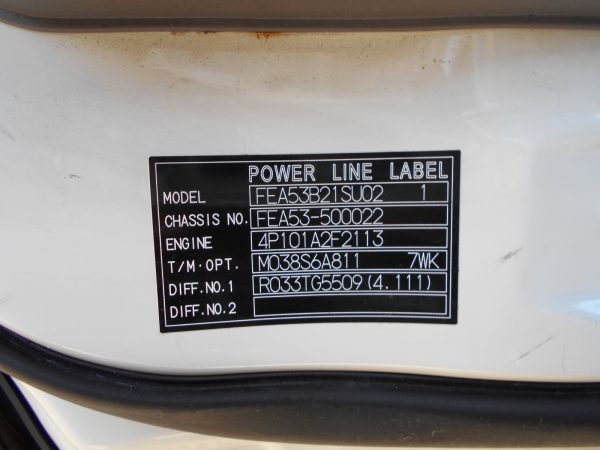 POWER LINE LABEL
MODEL FEA53B21SU02 1
CHASSIS NO. FEA53-500022
ENGINE 4P101A2F2113
T/M·OPT. M038S6A811 7WK
DIFF.NO.1 R033TG5509(4.111)
DIFF.NO.2